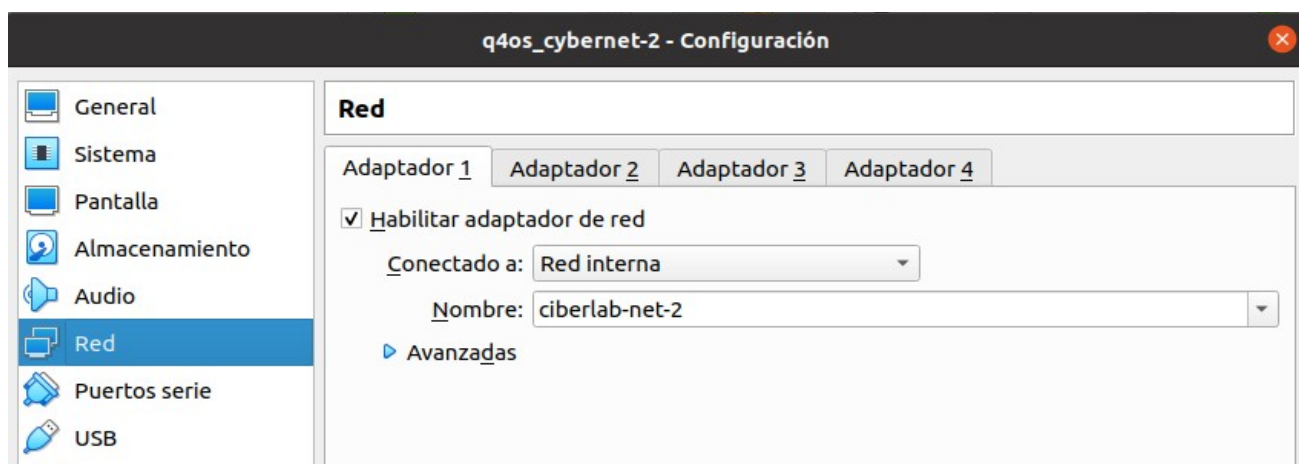 q4os_cybernet-2 - Configuración
General
Sistema
Pantalla
Almacenamiento
Audio
Red
Puertos serie
USB
Red
Adaptador 1 Adaptador 2 Adaptador 3 Adaptador 4
Habilitar adaptador de red
Conectado a: Red interna
Nombre: ciberlab-net-2
Avanzadas